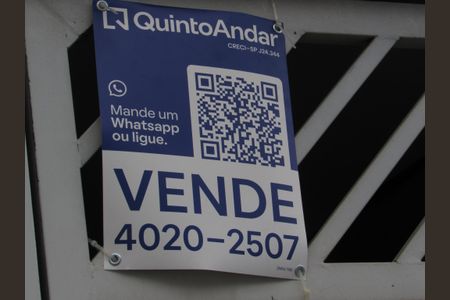 QuintoAndar
CRECI-SP J24.344
Mande um
Whatsapp
ou ligue.
VENDE
4020-2507